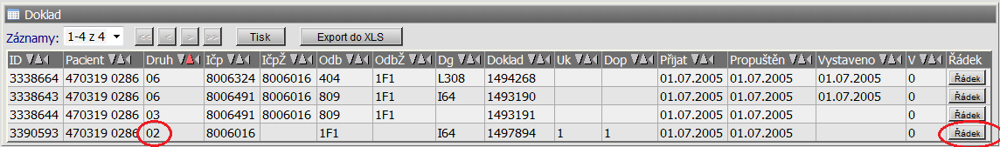 Doklad
Záznamy: 1-4 z 4 << < > >> Tisk Export do XLS
ID Pacient Druh Ičp IčpŽ Odb OdbŽ Dg Doklad Uk Dop Přijat Propuštěn Vystaveno V Řádek
3338664 470319 0286 06 8006324 8006016 404 1F1 L308 1494268 01.07.2005 01.07.2005 01.07.2005 0 Řádek
3338643 470319 0286 06 8006491 8006016 809 1F1 I64 1493190 01.07.2005 01.07.2005 01.07.2005 0 Řádek
3338644 470319 0286 03 8006491 8006016 809 1F1 1493191 01.07.2005 01.07.2005 0 Řádek
3390593 470319 0286 02 8006016 1F1 I64 1497894 1 1 01.07.2005 01.07.2005 0 Řádek